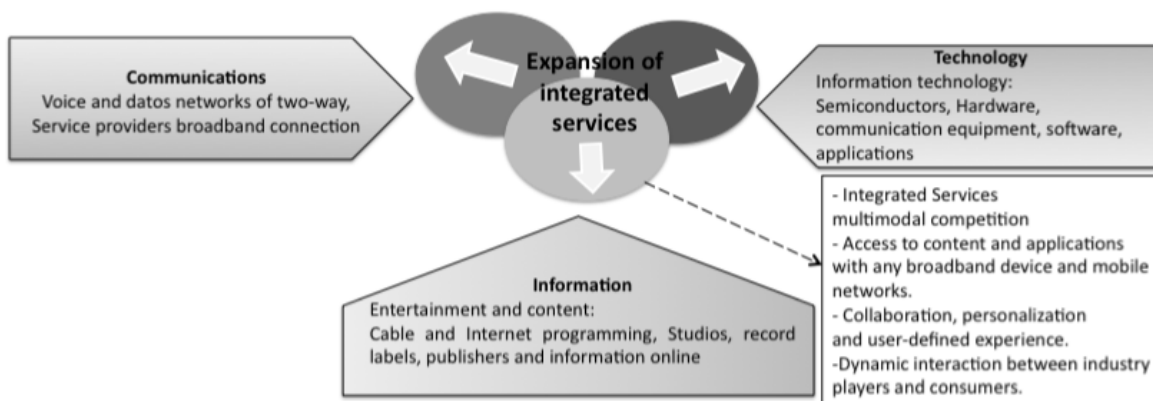 Communications
Voice and datos networks of two-way,
Service providers broadband connection
Expansion of
integrated
services
Technology
Information technology:
Semiconductors, Hardware,
communication equipment, software,
applications
Information
Entertainment and content:
Cable and Internet programming, Studios, record
labels, publishers and information online
- Integrated Services
multimodal competition
- Access to content and applications
with any broadband device and mobile
networks.
- Collaboration, personalization
and user-defined experience.
-Dynamic interaction between industry
players and consumers.